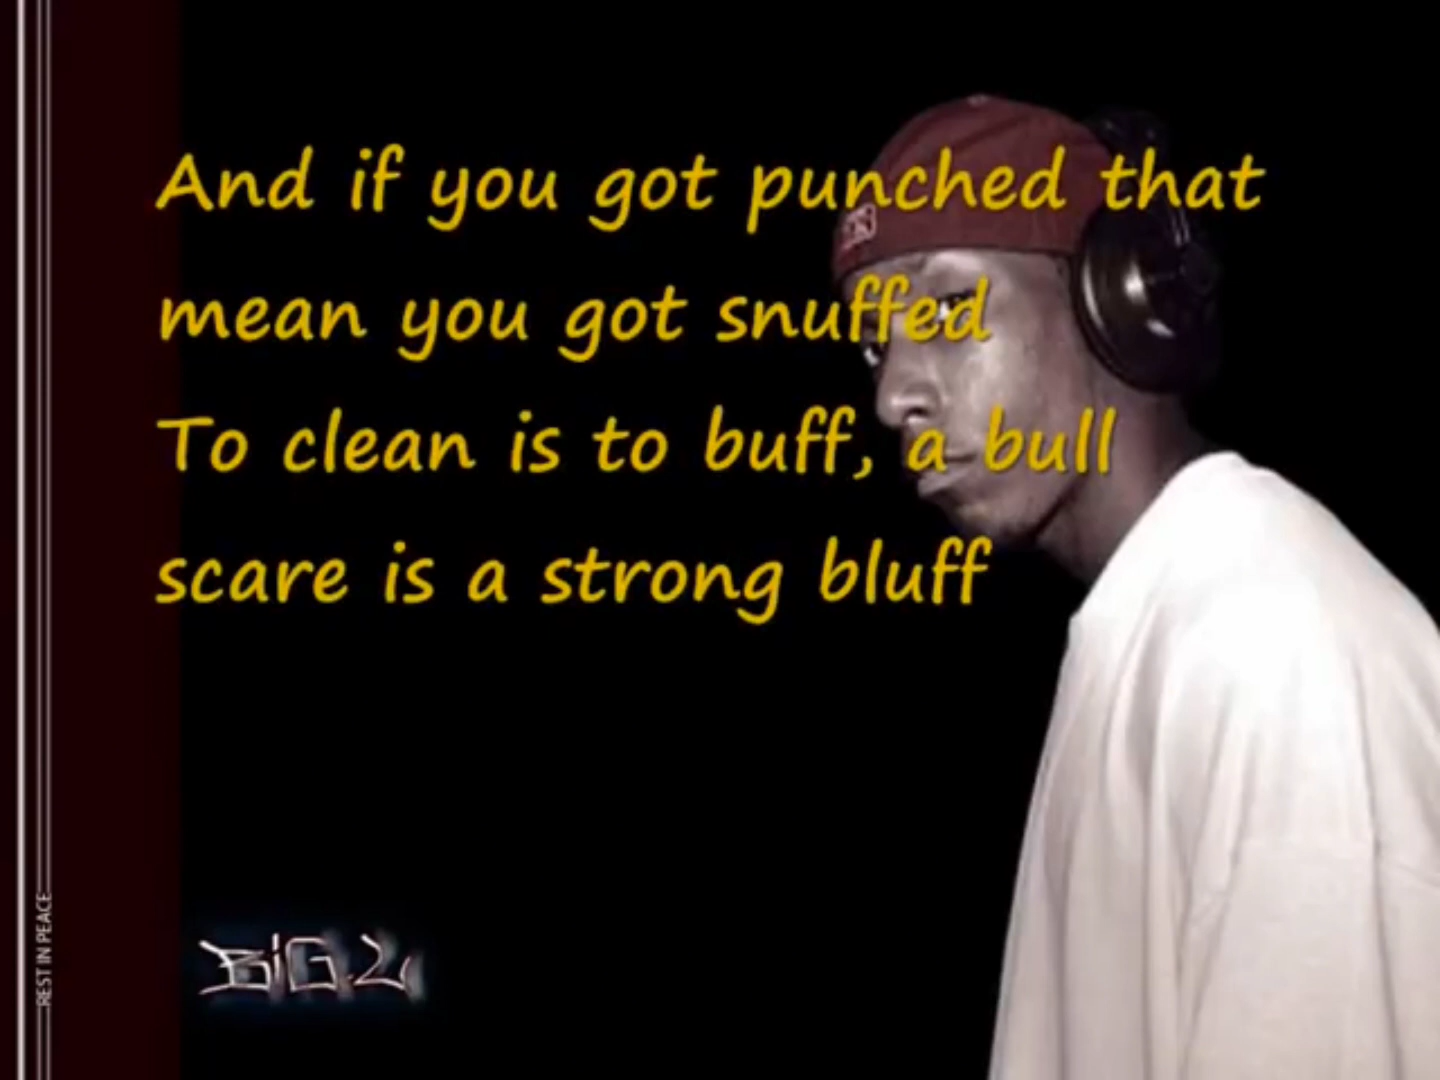 And if you got punched that
mean you got snuffed
To clean is to buff, a bull
scare is a strong bluff
BiG L
REST IN PEACE